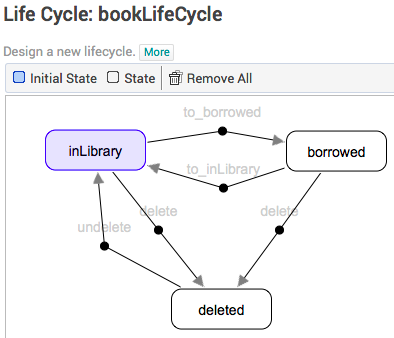 Life Cycle: bookLifeCycle
Design a new lifecycle. More
Initial State State Remove All
to_borrowed
inLibrary
borrowed
to_inLibrary
delete
delete
undelete
deleted